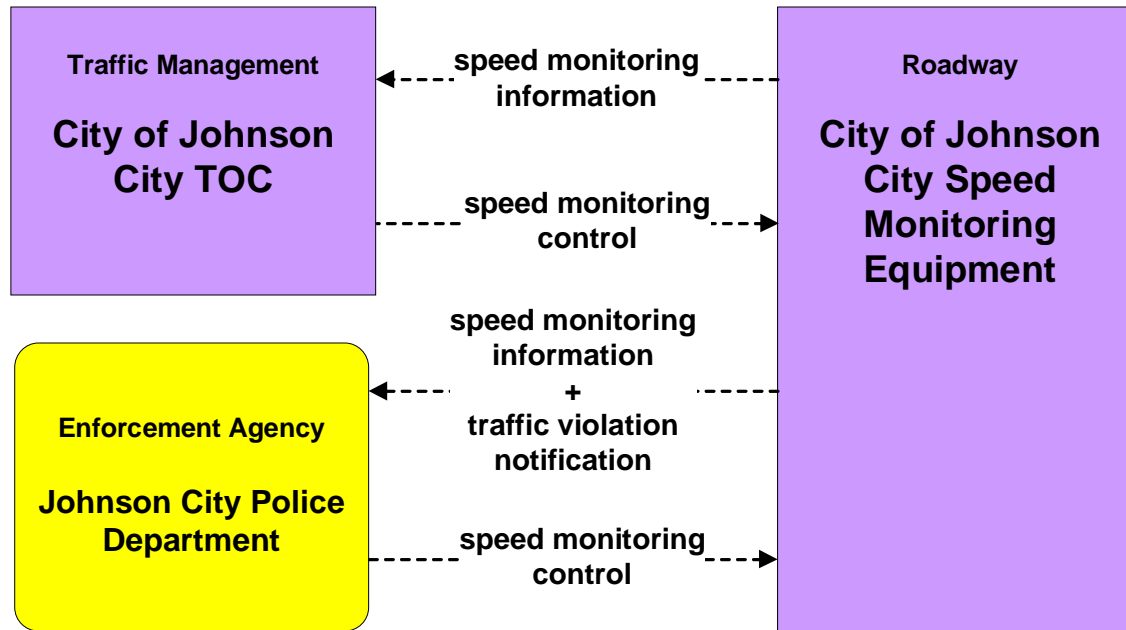 Traffic Management
City of Johnson
City TOC
speed monitoring
information
speed monitoring
control
Roadway
City of Johnson
City Speed
Monitoring
Equipment
Enforcement Agency
Johnson City Police
Department
speed monitoring
information
+
traffic violation
notification
speed monitoring
control